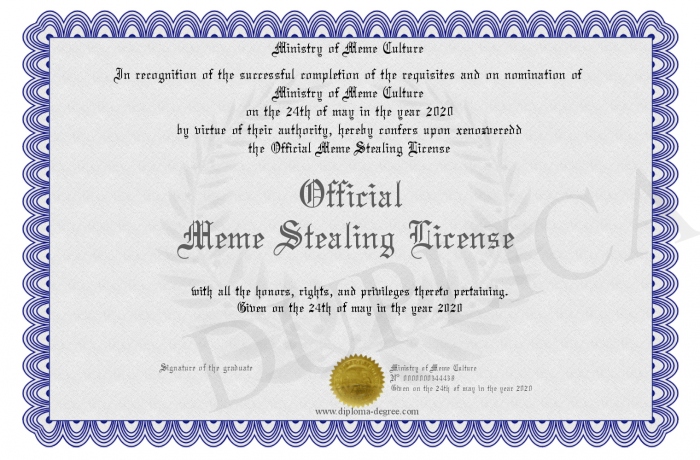 Ministry of Meme Culture
In recognition of the successful completion of the requisites and on nomination of
Ministry of Meme Culture
on the 24th of may in the year 2020
by virtue of their authority, hereby confers upon xenoxveredd
the Official Meme Stealing License
Official
Meme Stealing License
with all the honors, rights, and privileges thereto pertaining.
Given on the 24th of may in the year 2020
DUPLICA
Signature of the graduate
Ministry of Meme Culture
Given on the 24th of may in the year 2020
www.diploma-degree.com